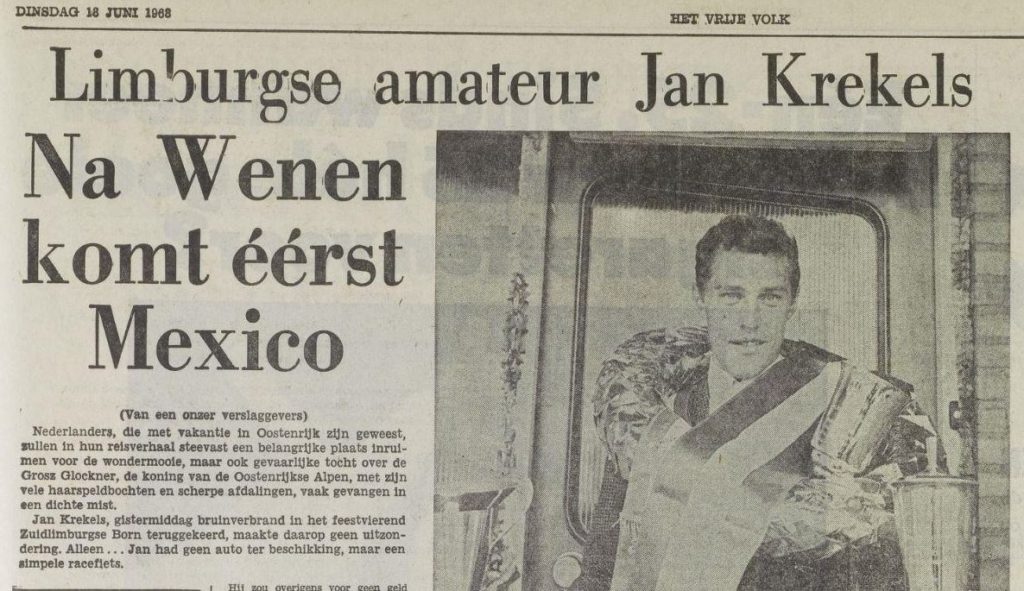 DINSDAG 18 JUNI 1968
HET VRIJE VOLK
Limburgse amateur Jan Krekels
Na Wenen
komt éérst
Mexico
(Van een onzer verslaggevers)
Nederlanders, die met vakantie in Oostenrijk zijn geweest,
zullen in hun reisverhaal steevast een belangrijke plaats inrui-
men voor de wondermooie, maar ook gevaarlijke tocht over de
Grosz Glockner, de koning van de Oostenrijkse Alpen, met zijn
vele haarspeldbochten en scherpe afdalingen, vaak gevangen in
een dichte mist.
Jan Krekels, gistermiddag bruinverbrand in het feestvierend
Zuidlimburgse Born teruggekeerd, maakte daarop geen uitzon-
dering. Alleen ... Jan had geen auto ter beschikking, maar een
simpele racefiets.
Hij zou overigens voor geen geld